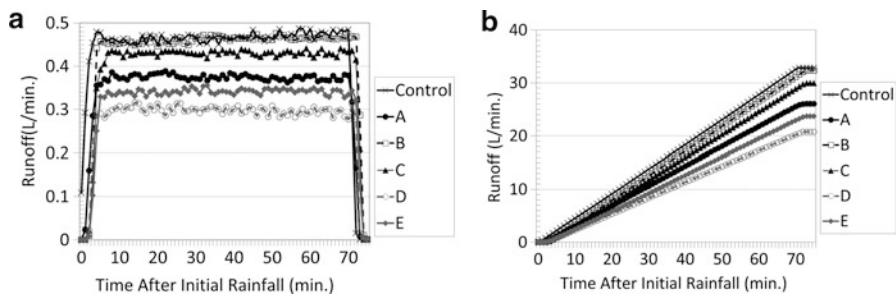 a
0.5
0.4
0.3
0.2
0.1
0
Runoff(L/min.)
0 10 20 30 40 50 60 70
Time After Initial Rainfall (min.)
Control
A
B
C
D
E
b
40
30
20
10
0
Runoff (L/min.)
0 10 20 30 40 50 60 70
Time After Initial Rainfall (min.)
Control
A
B
C
D
E